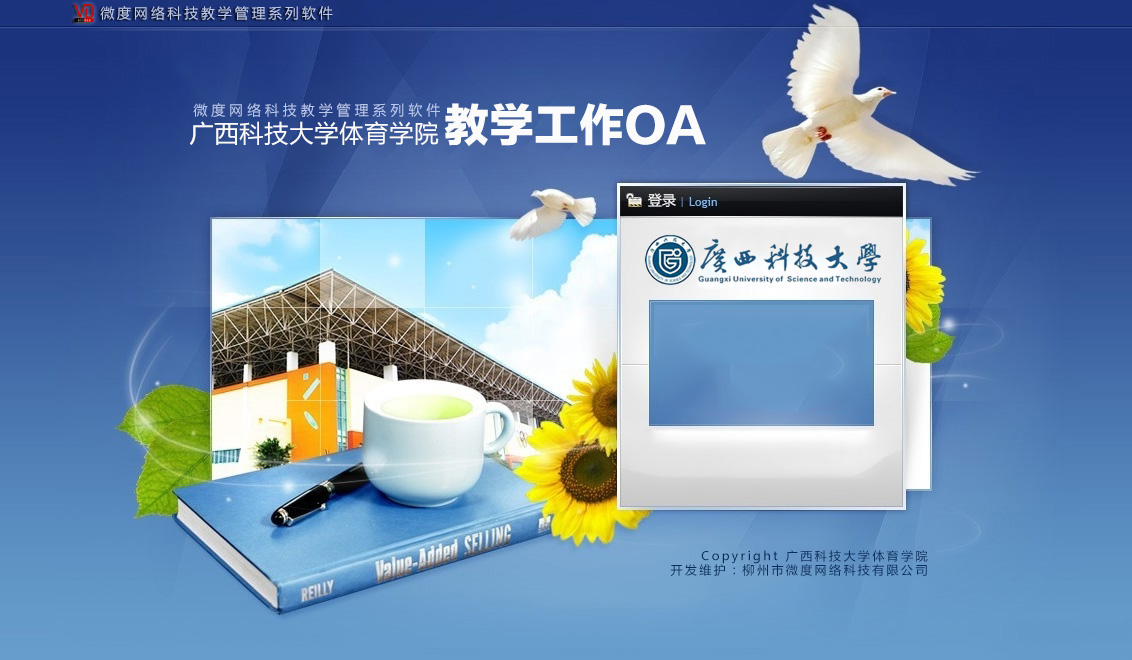 微度网络科技教学管理系列软件
微度网络科技教学管理系列软件
广西科技大学体育学院 教学工作OA
登录 | Login
廣西科技大學
Guangxi University of Science and Technology
Value-Added SELLING
REILLY
Copyright 广西科技大学体育学院
开发维护：柳州市微度网络科技有限公司